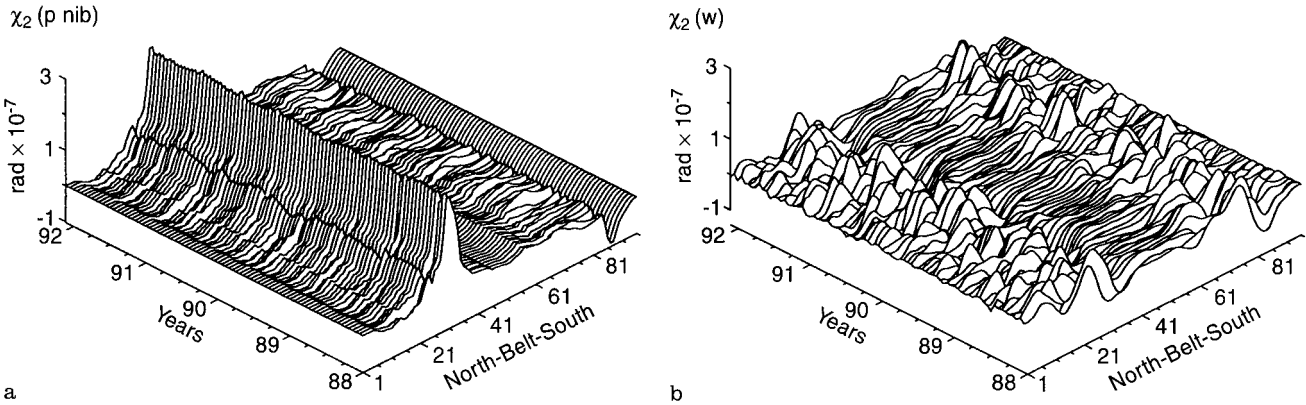 χ₂ (p nib)
3
1
-1
rad × 10⁻⁷
92
91
90
89
88
Years
1
21
41
61
81
North-Belt-South
a
χ₂ (w)
3
1
-1
rad × 10⁻⁷
92
91
90
89
88
Years
1
21
41
61
81
North-Belt-South
b